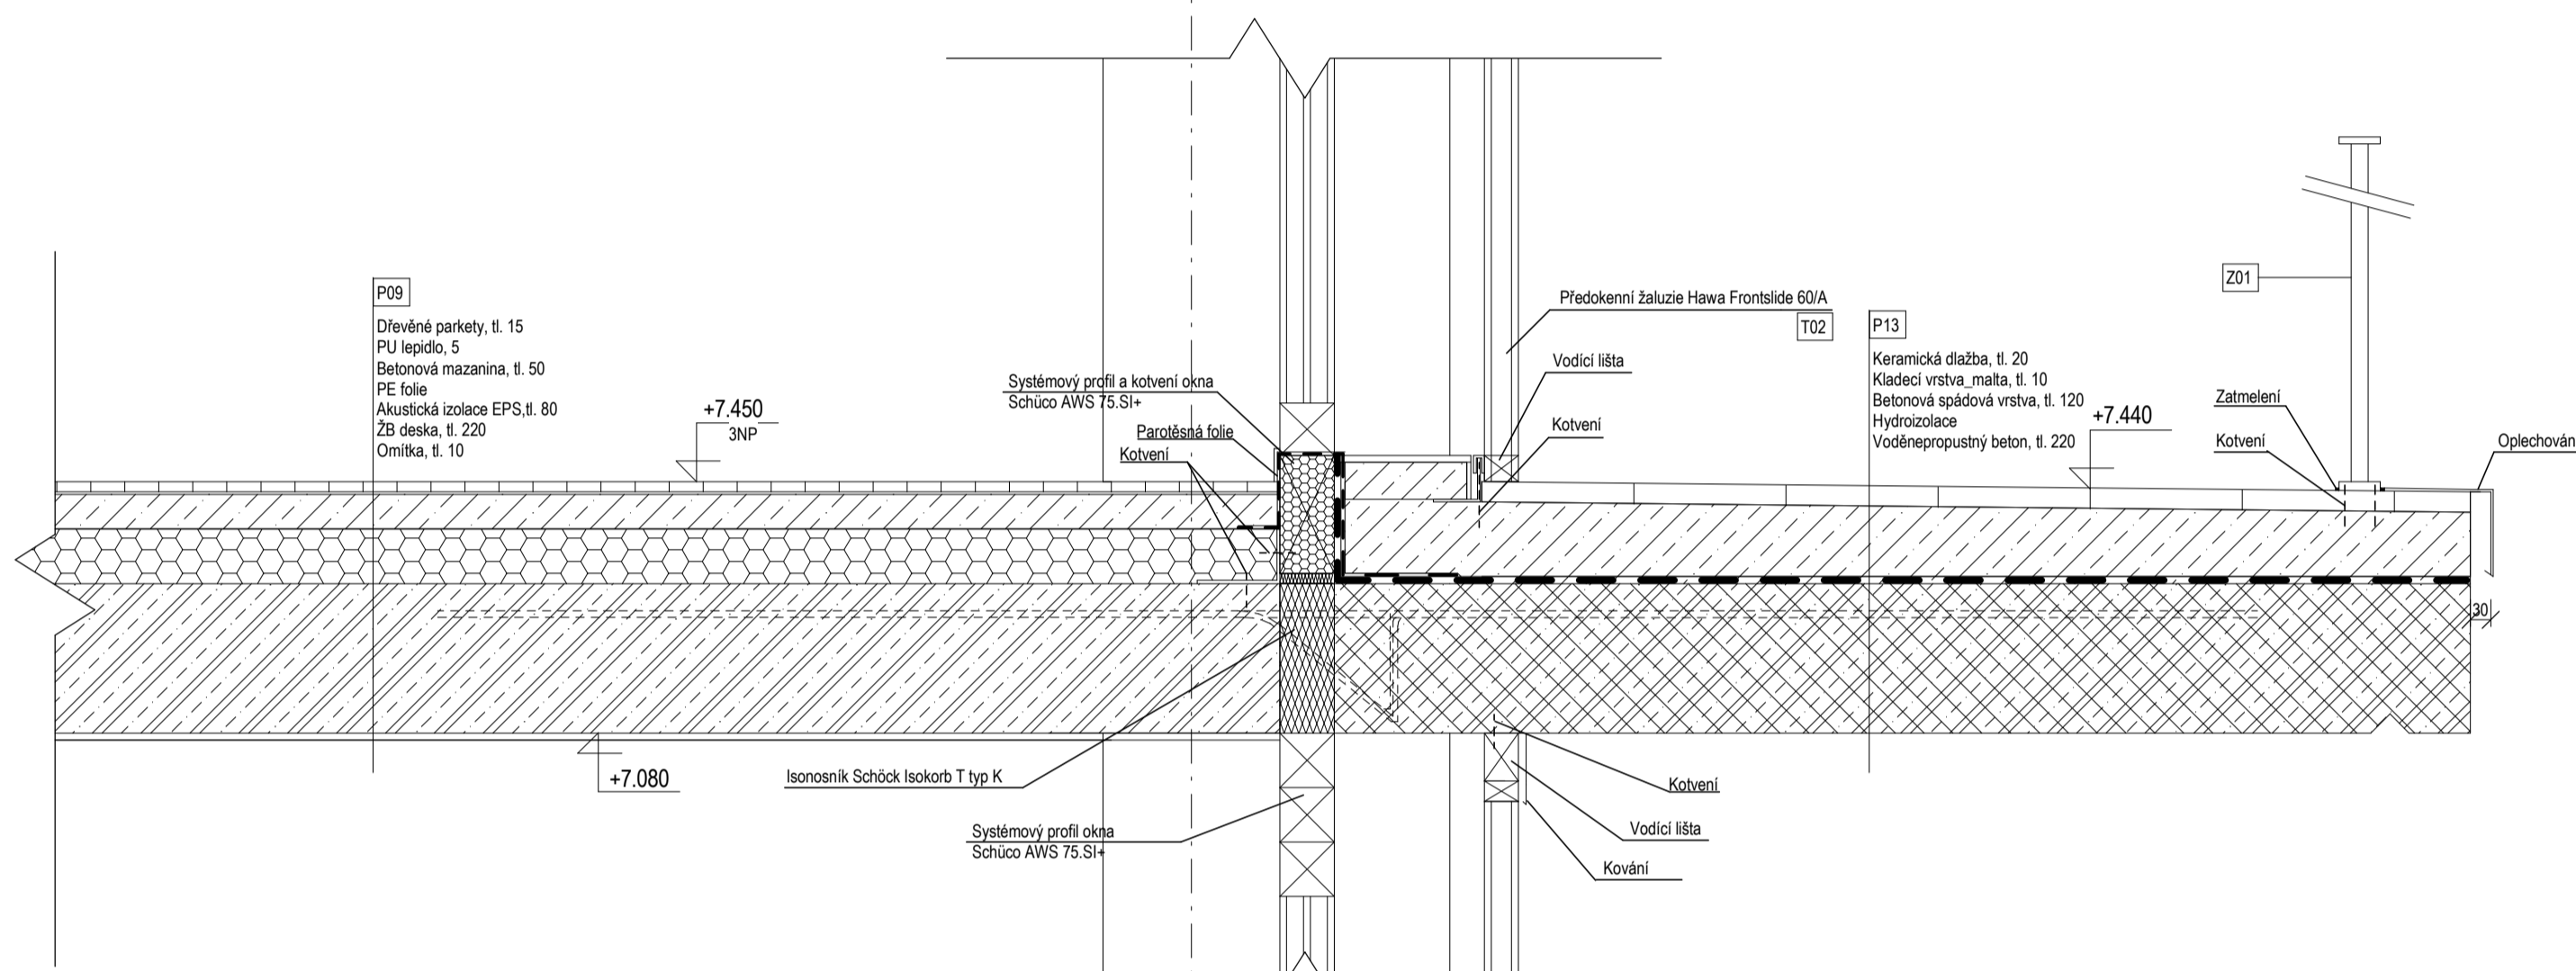 P09
Dřevěné parkety, tl. 15
PU lepidlo, 5
Betonová mazanina, tl. 50
PE folie
Akustická izolace EPS,tl. 80
ŽB deska, tl. 220
Omítka, tl. 10
+7.450
3NP
Systémový profil a kotvení okna
Schüco AWS 75.SI+
Parotěsná folie
Kotvení
Předokenní žaluzie Hawa Frontslide 60/A
T02
Vodící lišta
Kotvení
P13
Keramická dlažba, tl. 20
Kladecí vrstva_malta, tl. 10
Betonová spádová vrstva, tl. 120
Hydroizolace
Voděnepropustný beton, tl. 220
+7.440
Z01
Zatmelení
Kotvení
Oplechován
30
+7.080
Isonosník Schöck Isokorb T typ K
Systémový profil okna
Schüco AWS 75.SI+
Kotvení
Vodící lišta
Kování